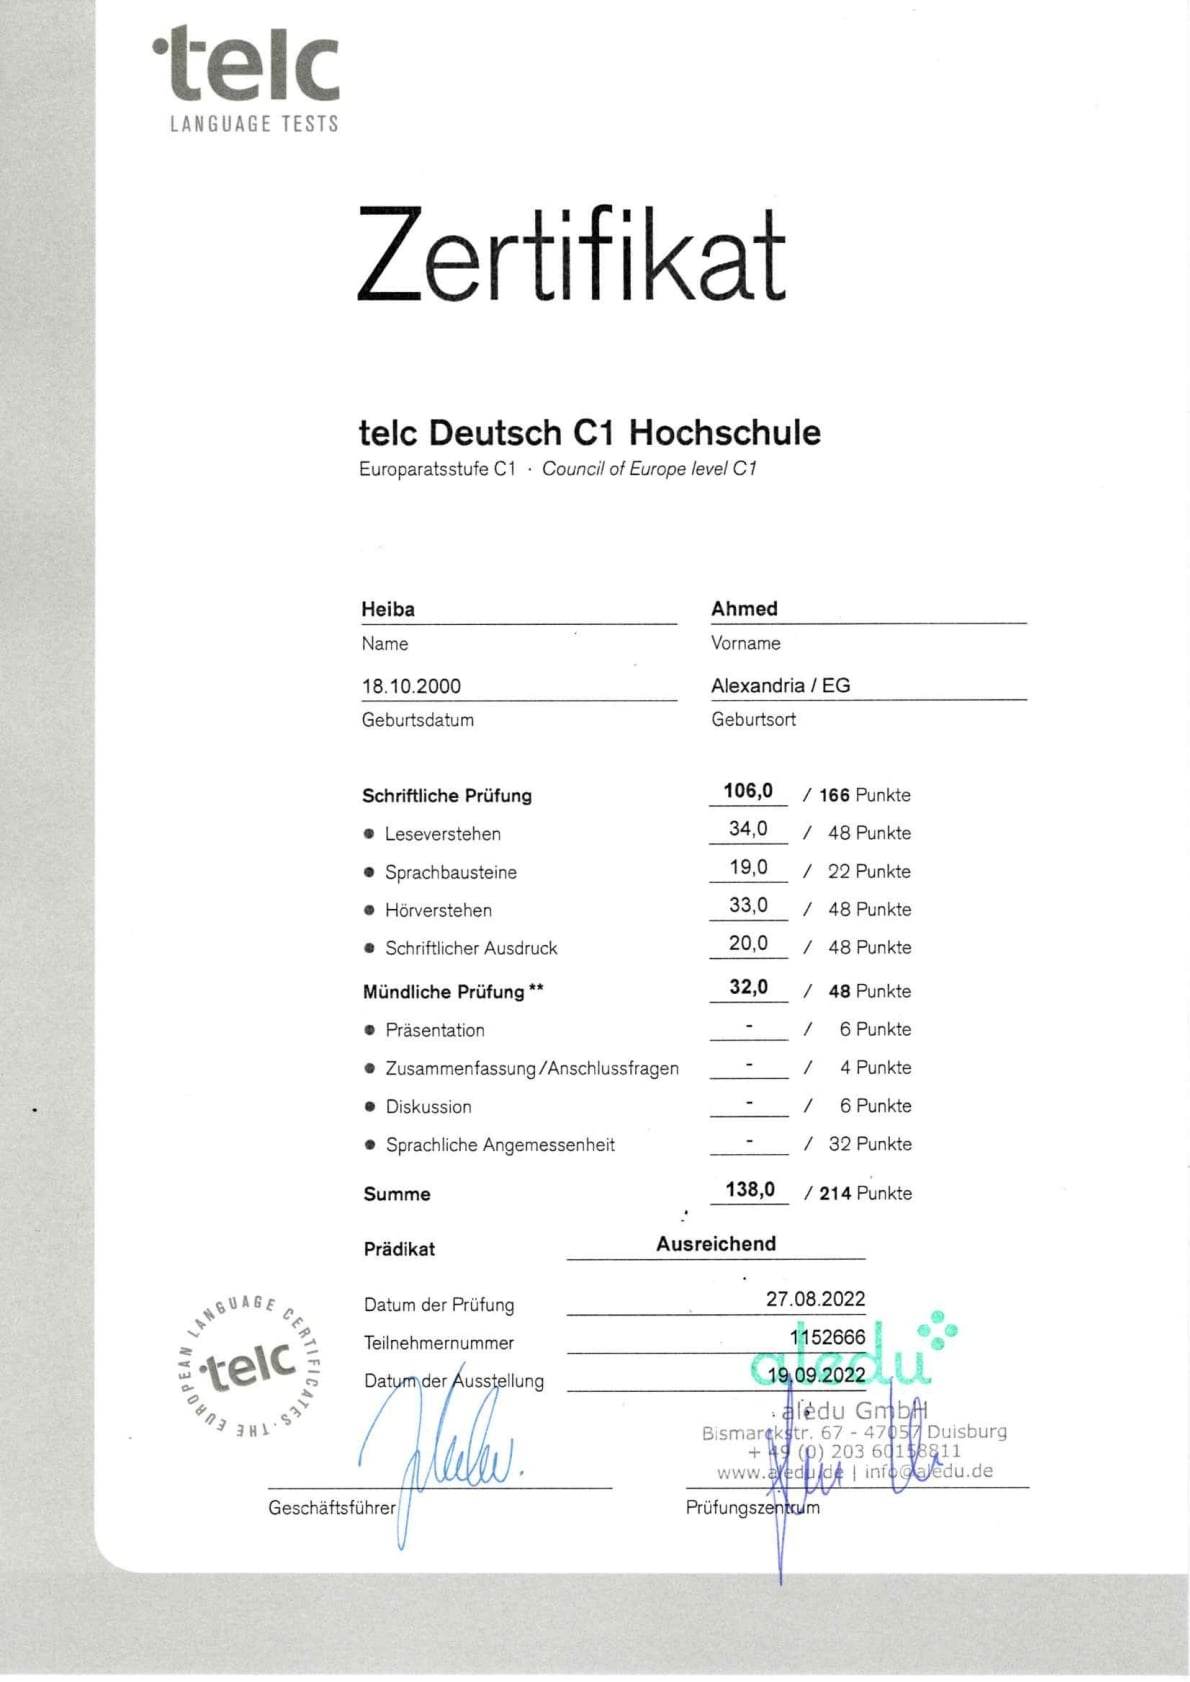 telc
LANGUAGE TESTS
Zertifikat
telc Deutsch C1 Hochschule
Europaratsstufe C1 · Council of Europe level C1
Heiba Ahmed
Name Vorname
18.10.2000 Alexandria / EG
Geburtsdatum Geburtsort
Schriftliche Prüfung 106,0 / 166 Punkte
● Leseverstehen 34,0 / 48 Punkte
● Sprachbausteine 19,0 / 22 Punkte
● Hörverstehen 33,0 / 48 Punkte
● Schriftlicher Ausdruck 20,0 / 48 Punkte
Mündliche Prüfung ** 32,0 / 48 Punkte
● Präsentation - / 6 Punkte
● Zusammenfassung/Anschlussfragen - / 4 Punkte
● Diskussion - / 6 Punkte
● Sprachliche Angemessenheit - / 32 Punkte
Summe 138,0 / 214 Punkte
Prädikat Ausreichend
Datum der Prüfung 27.08.2022
Teilnehmernummer 1152666
Datum der Ausstellung 19.09.2022
telc
THE EUROPEAN LANGUAGE CERTIFICATES
aledu
aledu GmbH
Bismarckstr. 67 - 47057 Duisburg
+ 49 (0) 203 60158811
www.aledu.de | info@aledu.de
Geschäftsführer Prüfungszentrum